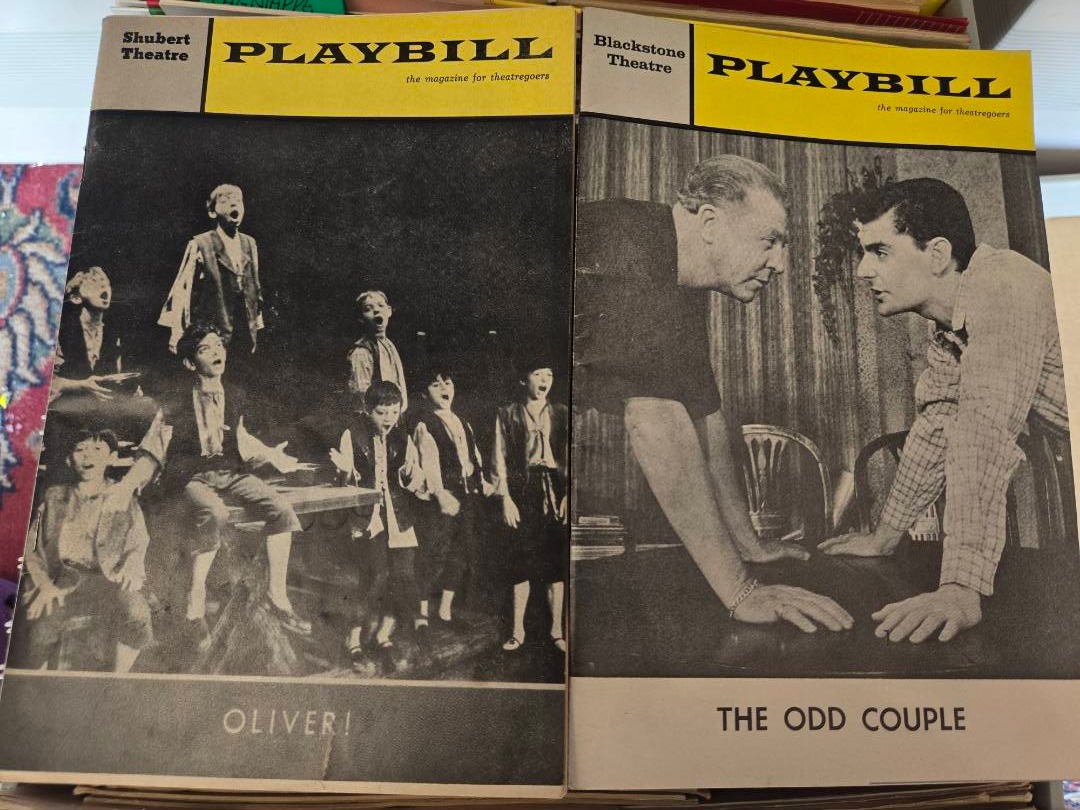 Shubert
Theatre
PLAYBILL
the magazine for theatregoers
OLIVER!
Blackstone
Theatre
PLAYBILL
the magazine for theatregoers
THE ODD COUPLE